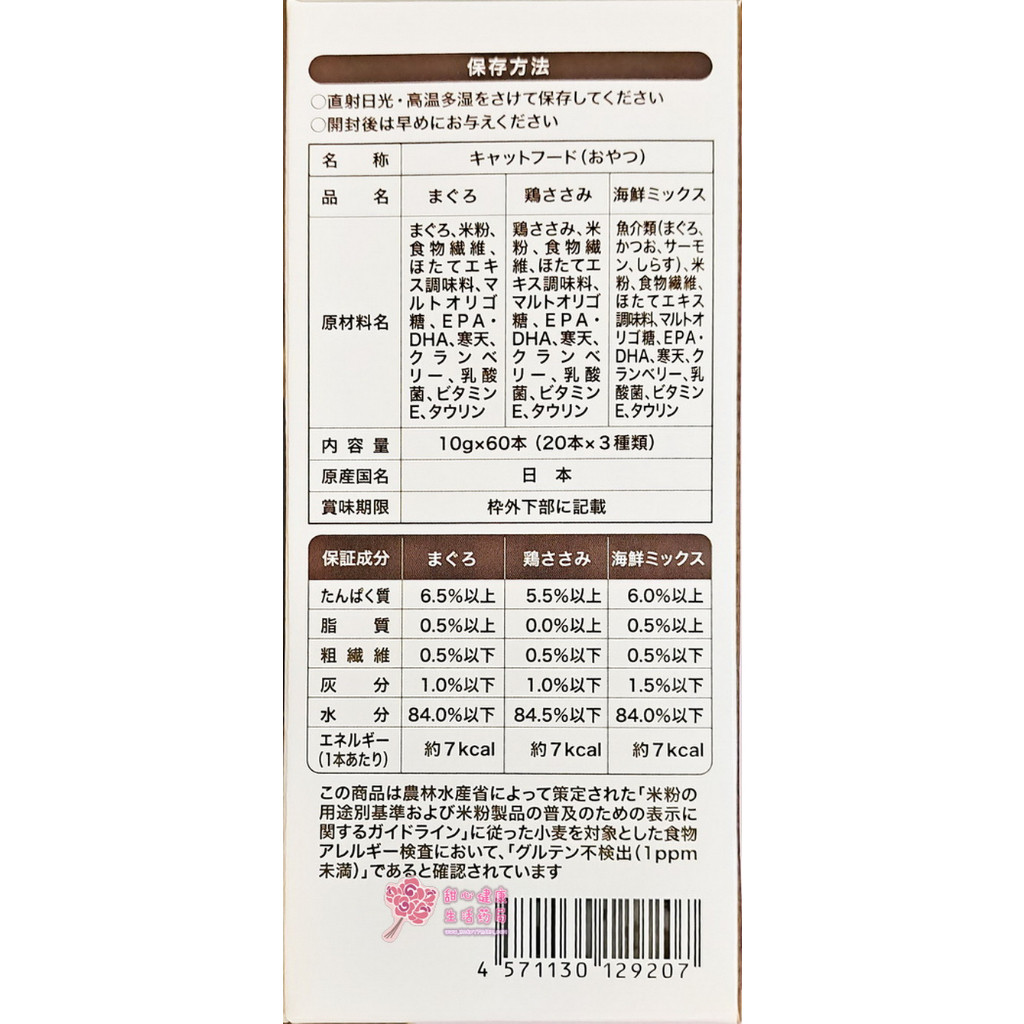 保存方法
○直射日光・高温多湿をさけて保存してください
○開封後は早めにお与えください
名称 キャットフード（おやつ）
品名 まぐろ 鶏ささみ 海鮮ミックス
原材料名
まぐろ、米粉、
食物繊維、
ほたてエキ
ス調味料、マ
ルトオリゴ
糖、EPA・
DHA、寒天、
クランベ
リー、乳酸
菌、ビタミン
E、タウリン
鶏ささみ、米
粉、食物繊
維、ほたてエ
キス調味料、
マルトオリゴ
糖、EPA・
DHA、寒天、
クランベ
リー、乳酸
菌、ビタミン
E、タウリン
魚介類（まぐろ、
かつお、サーモ
ン、しらす）、米
粉、食物繊維、
ほたてエキス
調味料、マルトオ
リゴ糖、EPA・
DHA、寒天、ク
ランベリー、乳
酸菌、ビタミン
E、タウリン
内容量 10g×60本（20本×3種類）
原産国名 日本
賞味期限 枠外下部に記載
保証成分 まぐろ 鶏ささみ 海鮮ミックス
たんぱく質 6.5%以上 5.5%以上 6.0%以上
脂質 0.5%以上 0.0%以上 0.5%以上
粗繊維 0.5%以下 0.5%以下 0.5%以下
灰分 1.0%以下 1.0%以下 1.5%以下
水分 84.0%以下 84.5%以下 84.0%以下
エネルギー
（1本あたり） 約7kcal 約7kcal 約7kcal
この商品は農林水産省によって策定された「米粉の
用途別基準および米粉製品の普及のための表示に
関するガイドライン」に従った小麦を対象とした食物
アレルギー検査において、「グルテン不検出（1ppm
未満）」であると確認されています
甜心健康
生活藥局
4 571130 129207